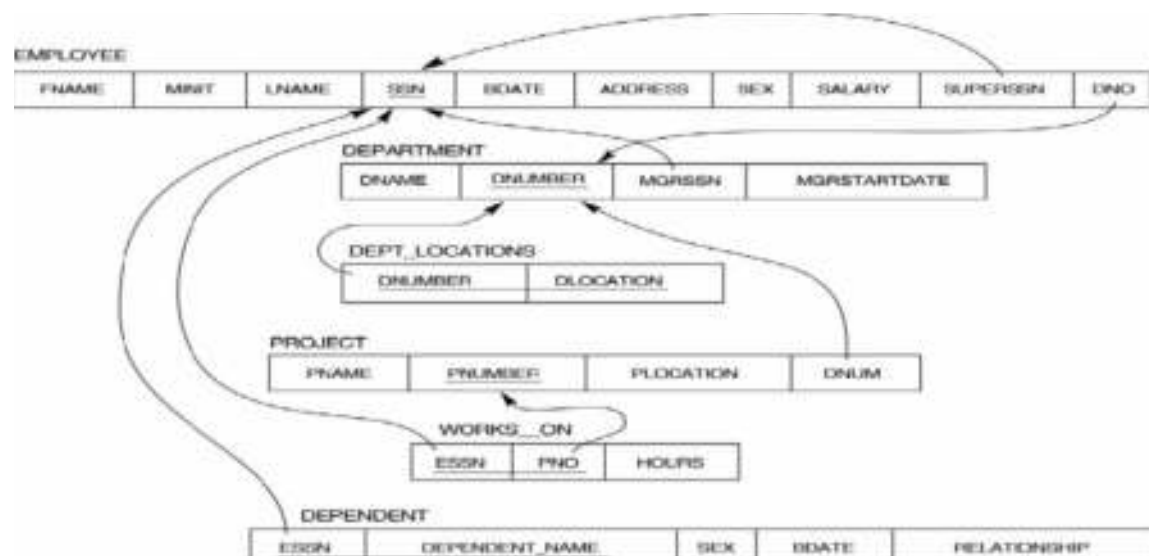 EMPLOYEE
FNAME MINIT LNAME SSN BDATE ADDRESS SEX SALARY SUPERSSN DNO
DEPARTMENT
DNAME DNUMBER MGRSSN MGRSTARTDATE
DEPT_LOCATIONS
DNUMBER DLOCATION
PROJECT
PNAME PNUMBER PLOCATION DNUM
WORKS_ON
ESSN PNO HOURS
DEPENDENT
ESSN DEPENDENT_NAME SEX BDATE RELATIONSHIP